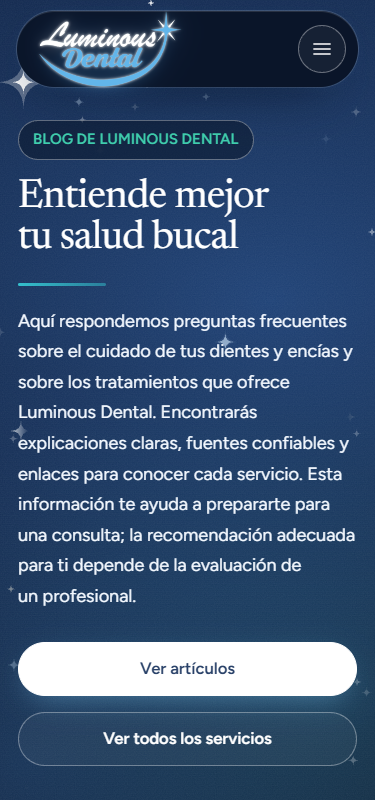 Luminous
Dental
BLOG DE LUMINOUS DENTAL
Entiende mejor
tu salud bucal
Aquí respondemos preguntas frecuentes
sobre el cuidado de tus dientes y encías y
sobre los tratamientos que ofrece
Luminous Dental. Encontrarás
explicaciones claras, fuentes confiables y
enlaces para conocer cada servicio. Esta
información te ayuda a prepararte para
una consulta; la recomendación adecuada
para ti depende de la evaluación de
un profesional.
Ver artículos
Ver todos los servicios